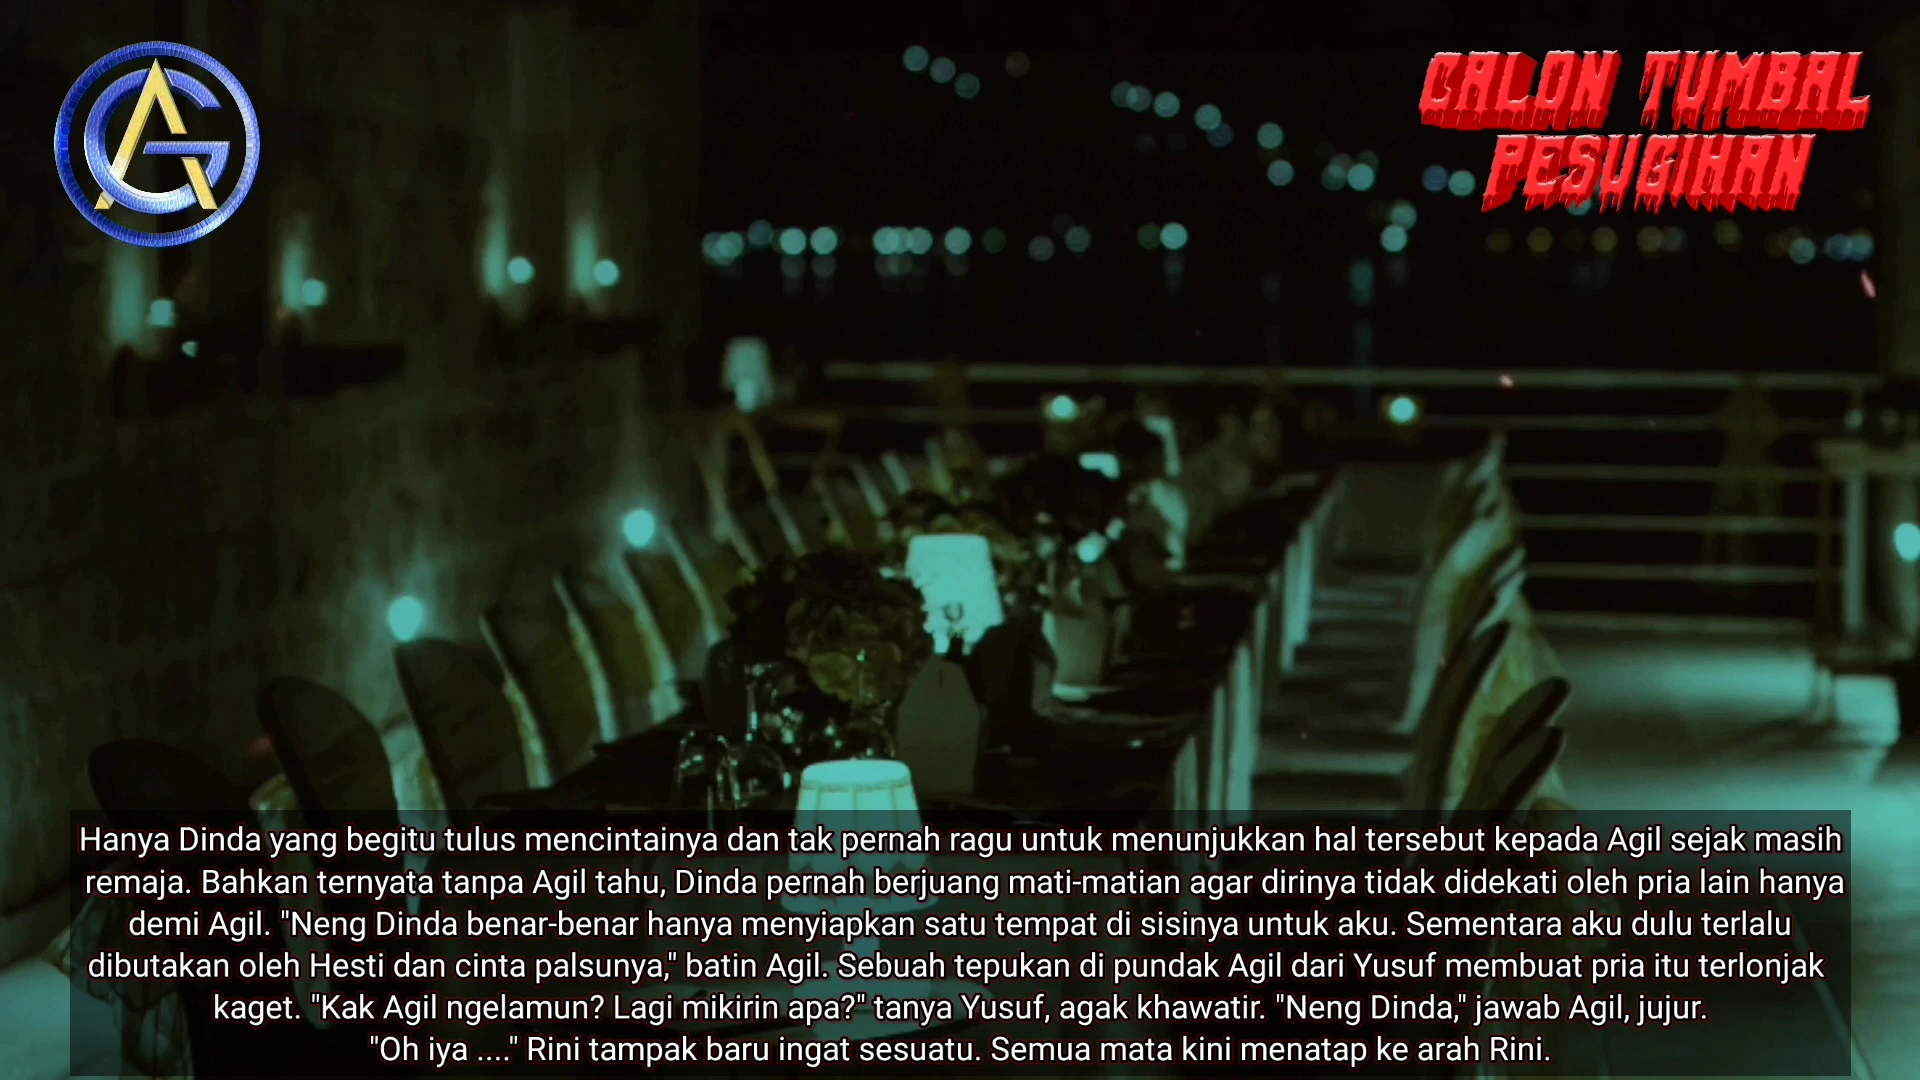 CALON TUMBAL
PESUGIHAN
Hanya Dinda yang begitu tulus mencintainya dan tak pernah ragu untuk menunjukkan hal tersebut kepada Agil sejak masih
remaja. Bahkan ternyata tanpa Agil tahu, Dinda pernah berjuang mati-matian agar dirinya tidak didekati oleh pria lain hanya
demi Agil. "Neng Dinda benar-benar hanya menyiapkan satu tempat di sisinya untuk aku. Sementara aku dulu terlalu
dibutakan oleh Hesti dan cinta palsunya," batin Agil. Sebuah tepukan di pundak Agil dari Yusuf membuat pria itu terlonjak
kaget. "Kak Agil ngelamun? Lagi mikirin apa?" tanya Yusuf, agak khawatir. "Neng Dinda," jawab Agil, jujur.
"Oh iya ...." Rini tampak baru ingat sesuatu. Semua mata kini menatap ke arah Rini.